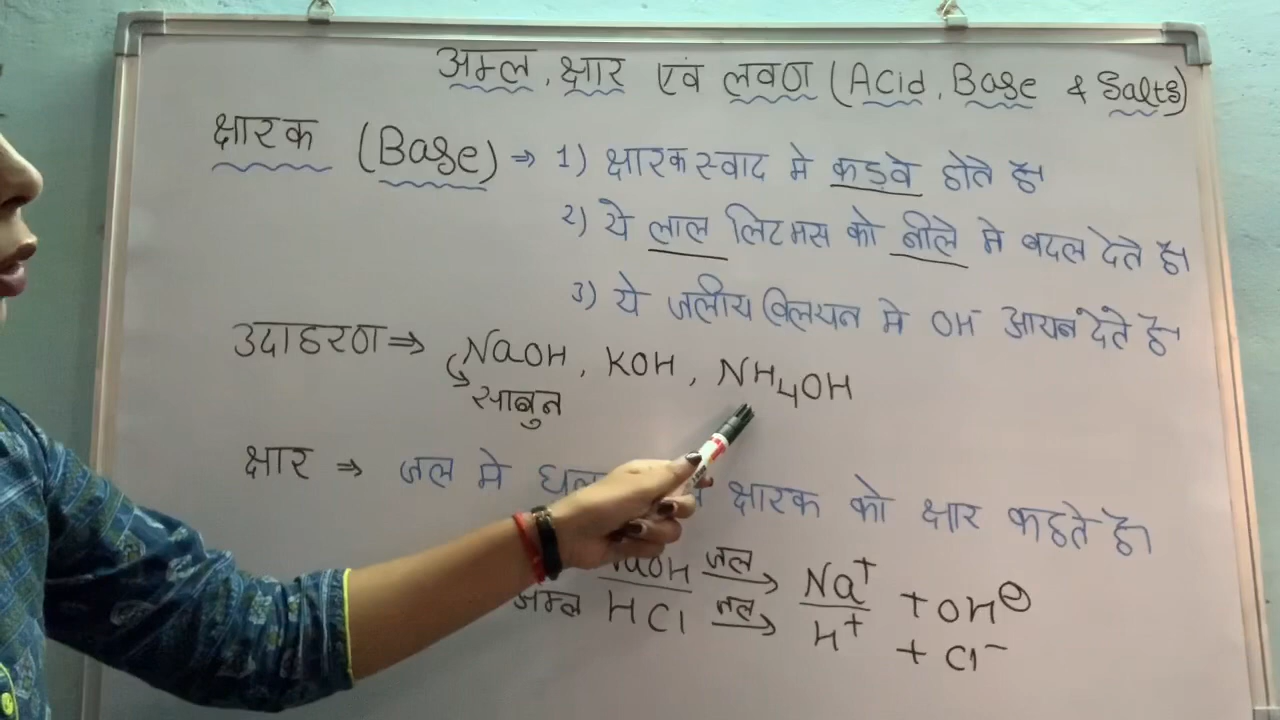 अम्ल, क्षार एवं लवण (Acid, Base & Salts)
क्षारक (Base) ⇒ 1) क्षारक स्वाद मे कड़वे होते है।
2) ये लाल लिटमस को नीले मे बदल देते है।
3) ये जलीय विलयन मे OH⁻ आयन देते है।
उदाहरण ⇒ NaOH, KOH, NH₄OH
साबुन
क्षार ⇒ जल मे क्षारक को क्षार कहते है।
NaOH जल→ Na⁺ + OH⊖
अम्ल HCl जल→ H⁺ + Cl⁻